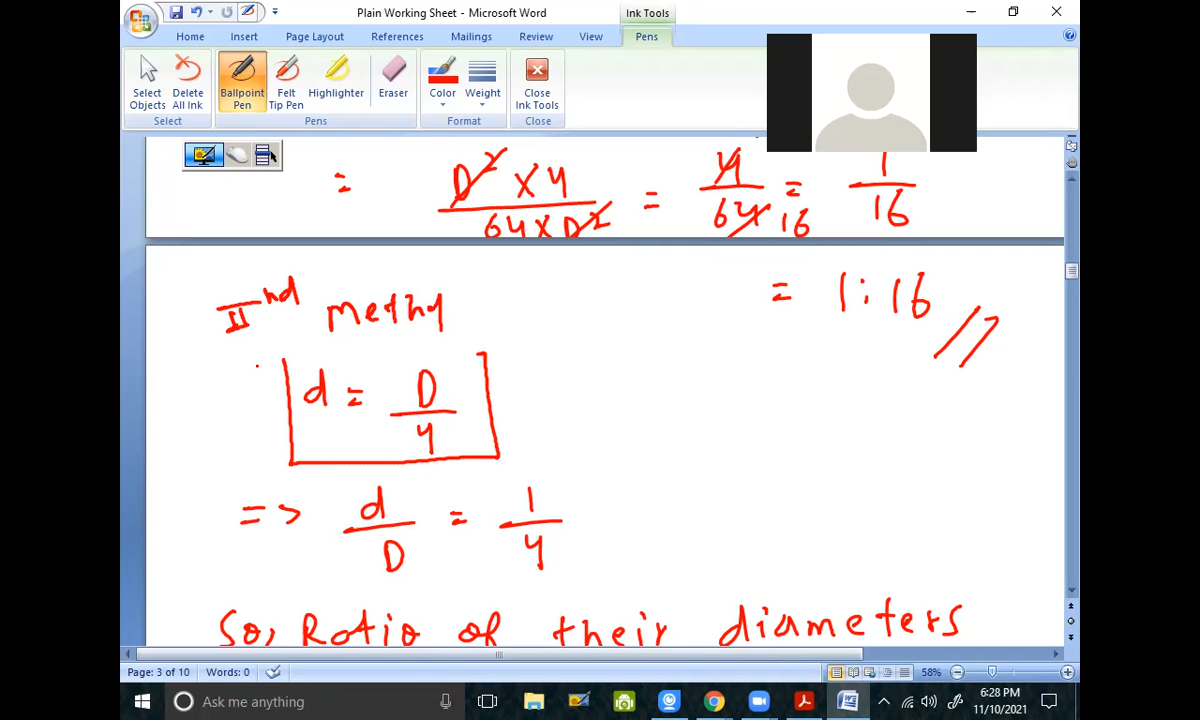 Plain Working Sheet - Microsoft Word
Ink Tools
Home Insert Page Layout References Mailings Review View Pens
Select Objects
Delete All Ink
Ballpoint Pen
Felt Tip Pen
Highlighter
Eraser
Color
Weight
Close Ink Tools
Select
Pens
Format
Close
= D² × 4 / 64 × D² = 4 / 64 16 = 1 / 16
= 1 : 16 //
IInd
d = D / 4
=> d / D = 1 / 4
So, Ratio of their diameters
Page: 3 of 10 Words: 0 58%
Ask me anything
6:28 PM
11/10/2021